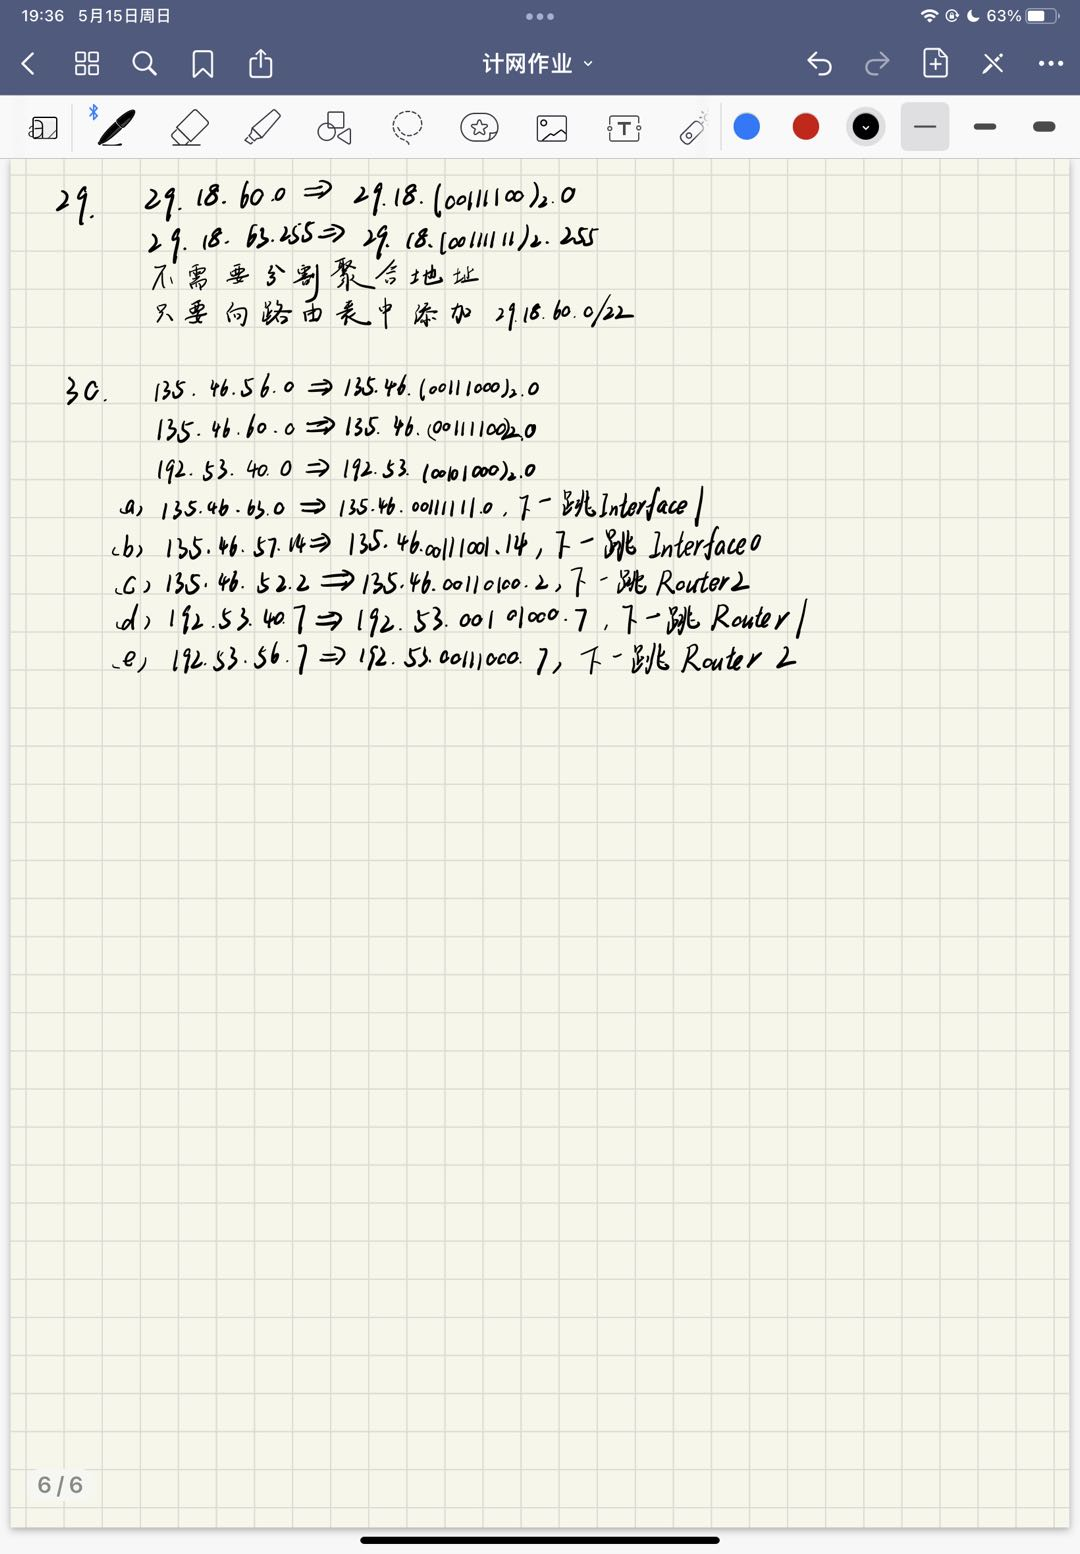 19:36 5月15日周日
63%
计网作业
29. 29.18.60.0 ⇒ 29.18.(00111100)₂.0
29.18.63.255 ⇒ 29.18.(00111111)₂.255
不需要分割聚合地址
只要向路由表中添加 29.18.60.0/22
30. 135.46.56.0 ⇒ 135.46.(00111000)₂.0
135.46.60.0 ⇒ 135.46.(00111100)₂.0
192.53.40.0 ⇒ 192.53.(00101000)₂.0
(a) 135.46.63.0 ⇒ 135.46.00111111.0, 下一跳 Interface 1
(b) 135.46.57.14 ⇒ 135.46.00111001.14, 下一跳 Interface 0
(c) 135.46.52.2 ⇒ 135.46.00110100.2, 下一跳 Router 2
(d) 192.53.40.7 ⇒ 192.53.00101000.7, 下一跳 Router 1
(e) 192.53.56.7 ⇒ 192.53.00111000.7, 下一跳 Router 2
6 / 6